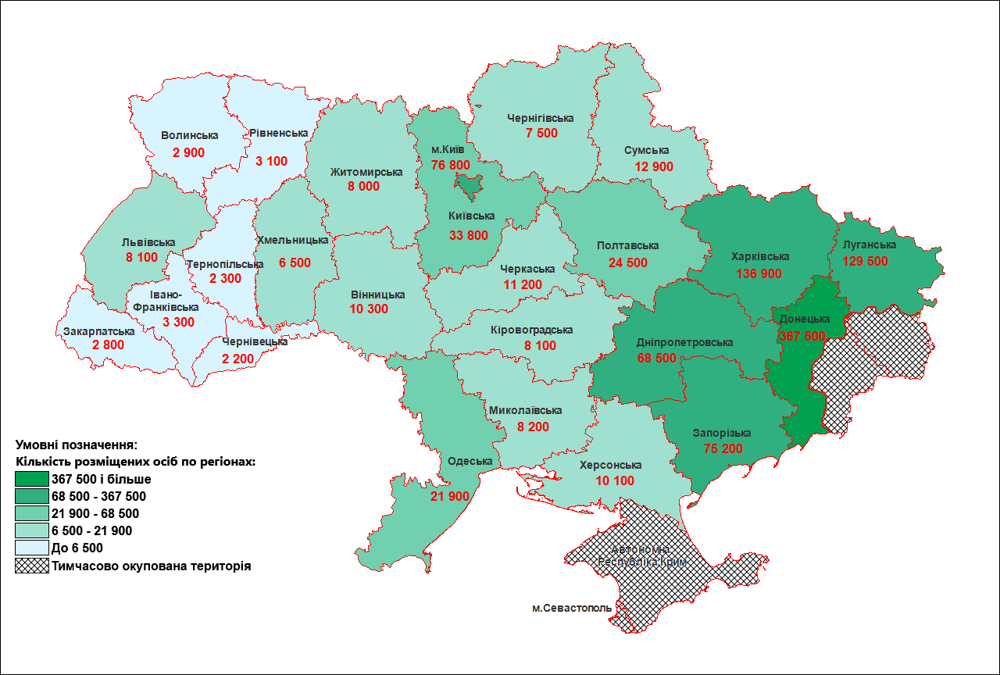 Чернігівська
7 500
Волинська
2 900
Рівненська
3 100
м.Київ
76 800
Сумська
12 900
Житомирська
8 000
Київська
33 800
Львівська
8 100
Хмельницька
6 500
Тернопільська
2 300
Полтавська
24 500
Харківська
136 900
Луганська
129 500
Черкаська
11 200
Івано-
Франківська
3 300
Вінницька
10 300
Закарпатська
2 800
Чернівецька
2 200
Кіровоградська
8 100
Дніпропетровська
68 500
Донецька
367 500
Миколаївська
8 200
Запорізька
75 200
Одеська
21 900
Херсонська
10 100
Автономна
Республіка Крим
м.Севастополь
Умовні позначення:
Кількість розміщених осіб по регіонах:
367 500 і більше
68 500 - 367 500
21 900 - 68 500
6 500 - 21 900
До 6 500
Тимчасово окупована територія